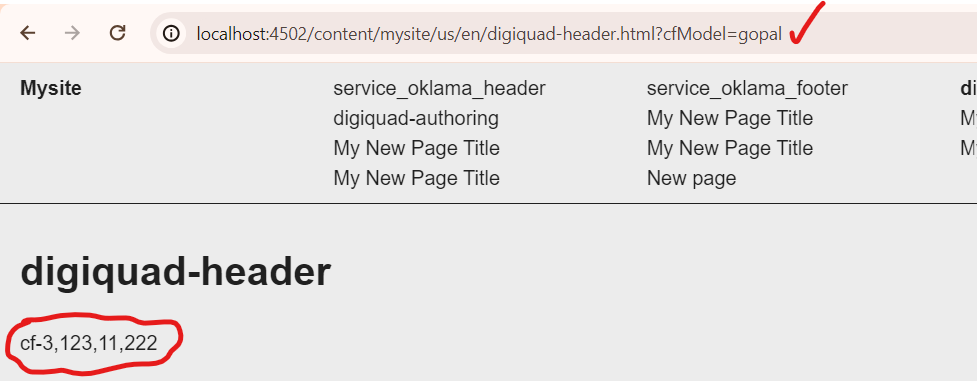 localhost:4502/content/mysite/us/en/digiquad-header.html?cfModel=gopal
Mysite service_oklama_header service_oklama_footer di
digiquad-authoring My New Page Title M
My New Page Title My New Page Title M
My New Page Title New page
digiquad-header
cf-3,123,11,222